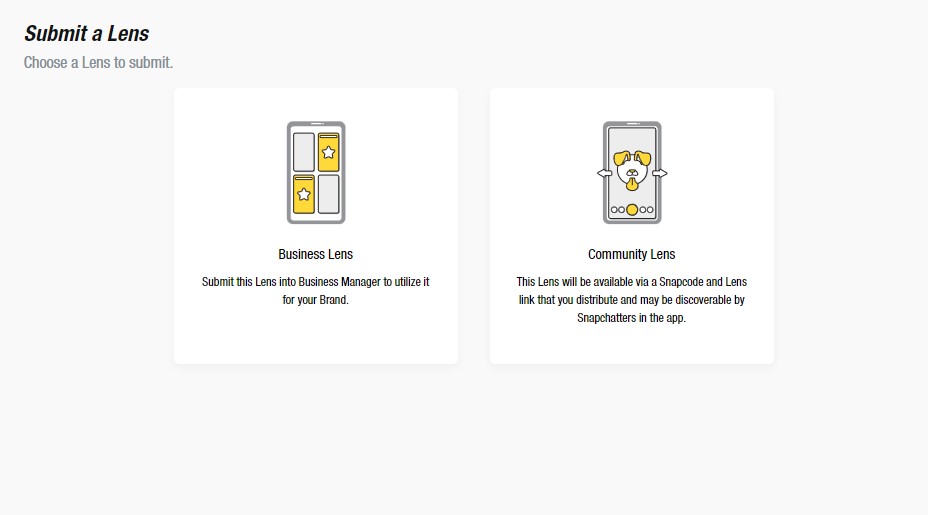 Submit a Lens
Choose a Lens to submit.
Business Lens
Submit this Lens into Business Manager to utilize it
for your Brand.
Community Lens
This Lens will be available via a Snapcode and Lens
link that you distribute and may be discoverable by
Snapchatters in the app.